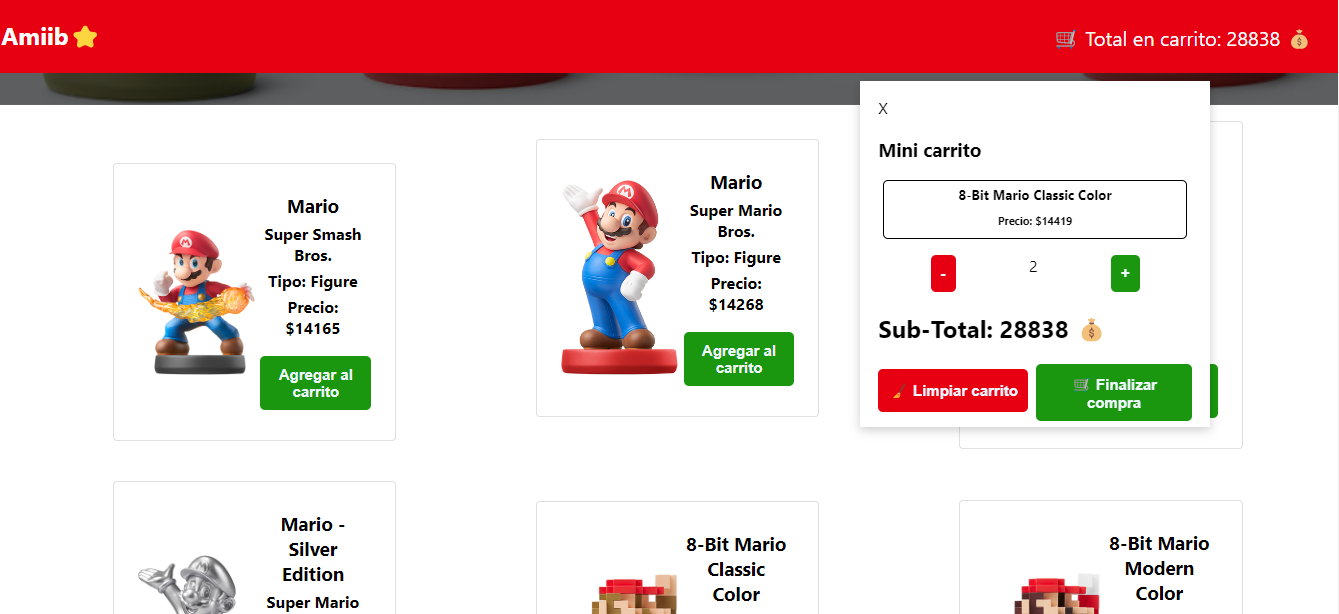 Amiib⭐
🛒 Total en carrito: 28838 💰
Mario
Super Smash
Bros.
Tipo: Figure
Precio:
$14165
Agregar al
carrito
Mario
Super Mario
Bros.
Tipo: Figure
Precio:
$14268
Agregar al
carrito
X
Mini carrito
8-Bit Mario Classic Color
Precio: $14419
-
2
+
Sub-Total: 28838 💰
🧹 Limpiar carrito
🛒 Finalizar
compra
Mario -
Silver
Edition
Super Mario
8-Bit Mario
Classic
Color
8-Bit Mario
Modern
Color